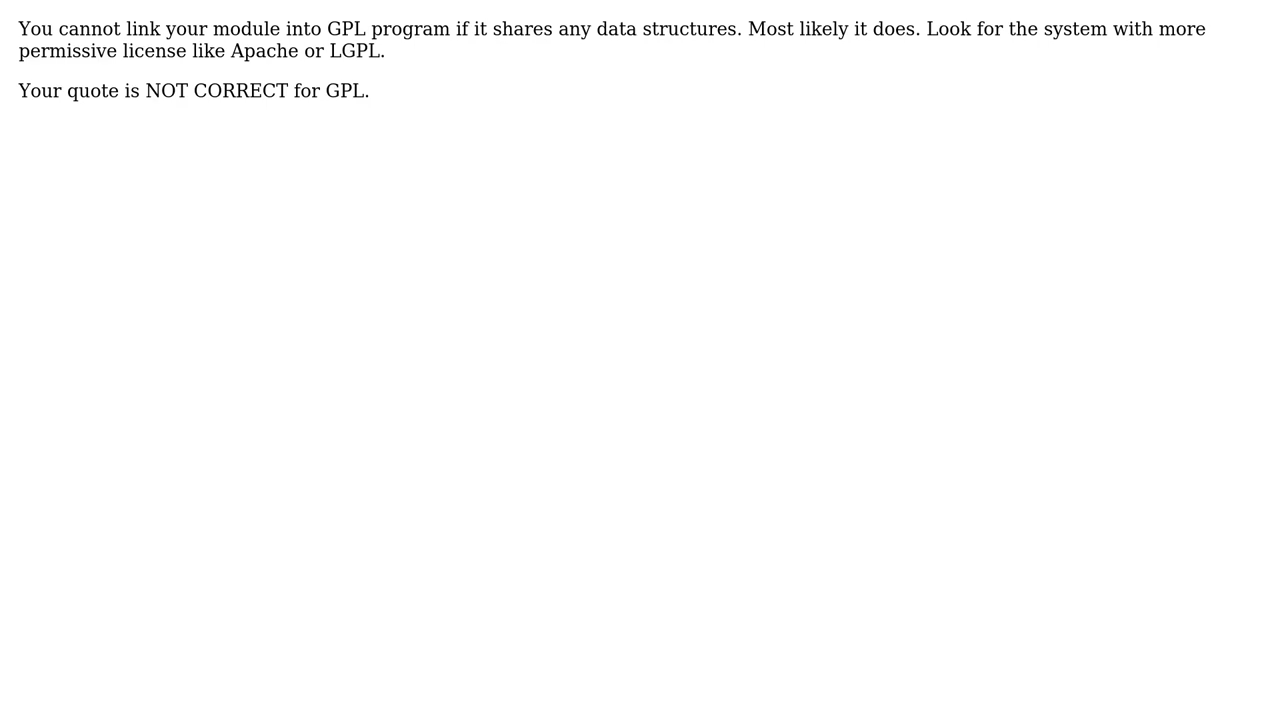 You cannot link your module into GPL program if it shares any data structures. Most likely it does. Look for the system with more
permissive license like Apache or LGPL.
Your quote is NOT CORRECT for GPL.